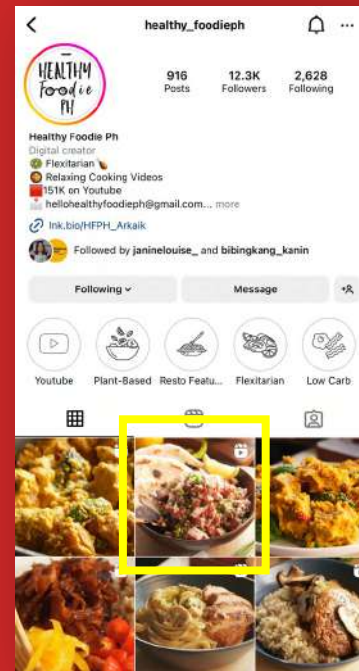 healthy_foodieph
HEALTHY
Foodie
PH
916 12.3K 2,628
Posts Followers Following
Healthy Foodie Ph
Digital creator
Flexitarian
Relaxing Cooking Videos
151K on Youtube
hellohealthyfoodieph@gmail.com... more
lnk.bio/HFPH_Arkaik
Followed by janinelouise_ and bibingkang_kanin
Following Message
Youtube Plant-Based Resto Featu... Flexitarian Low Carb